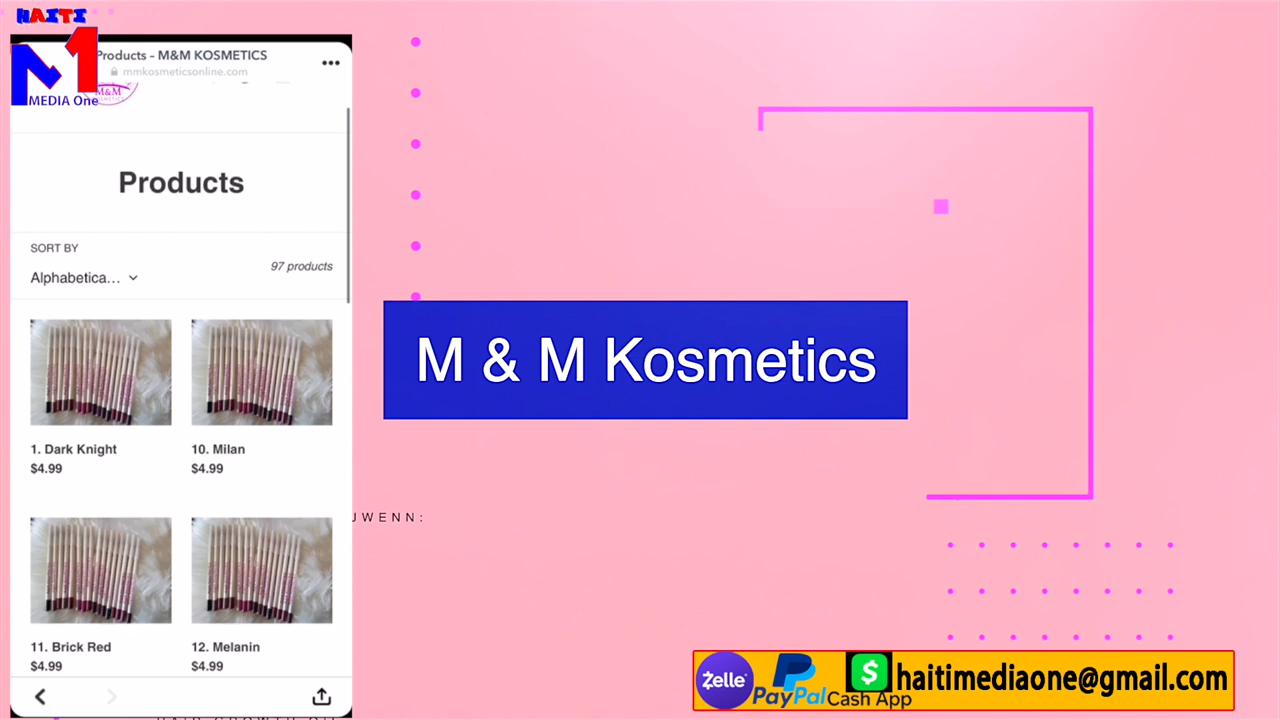 HAITI
M1
MEDIA One
Products - M&M KOSMETICS
mmkosmeticsonline.com
M&M
Products
SORT BY
97 products
Alphabetica...
1. Dark Knight
$4.99
10. Milan
$4.99
11. Brick Red
$4.99
12. Melanin
$4.99
JWENN:
M & M Kosmetics
Zelle
PayPal
$
Cash App
haitimediaone@gmail.com